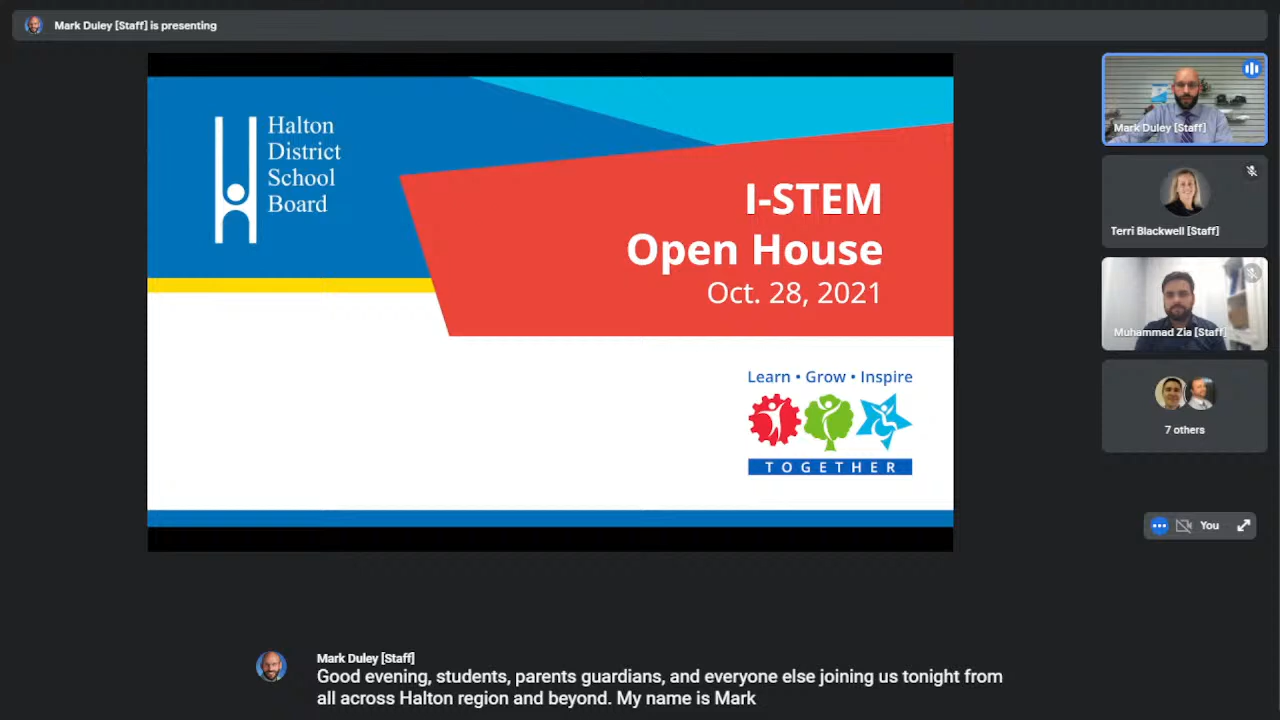 Mark Duley [Staff] is presenting
Halton
District
School
Board
I-STEM
Open House
Oct. 28, 2021
Learn • Grow • Inspire
TOGETHER
Mark Duley [Staff]
Terri Blackwell [Staff]
Muhammad Zia [Staff]
7 others
You
Mark Duley [Staff]
Good evening, students, parents guardians, and everyone else joining us tonight from
all across Halton region and beyond. My name is Mark